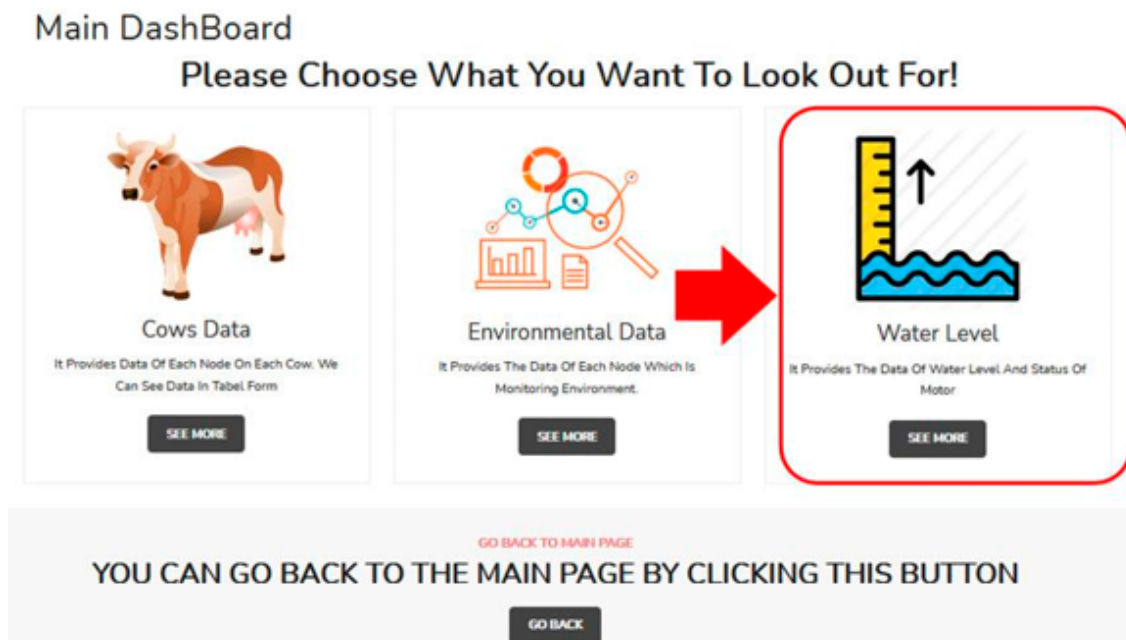 Main DashBoard
Please Choose What You Want To Look Out For!
Cows Data
It Provides Data Of Each Node On Each Cow. We
Can See Data In Tabel Form
SEE MORE
Environmental Data
It Provides The Data Of Each Node Which Is
Monitoring Environment.
SEE MORE
Water Level
It Provides The Data Of Water Level And Status Of
Motor
SEE MORE
GO BACK TO MAIN PAGE
YOU CAN GO BACK TO THE MAIN PAGE BY CLICKING THIS BUTTON
GO BACK